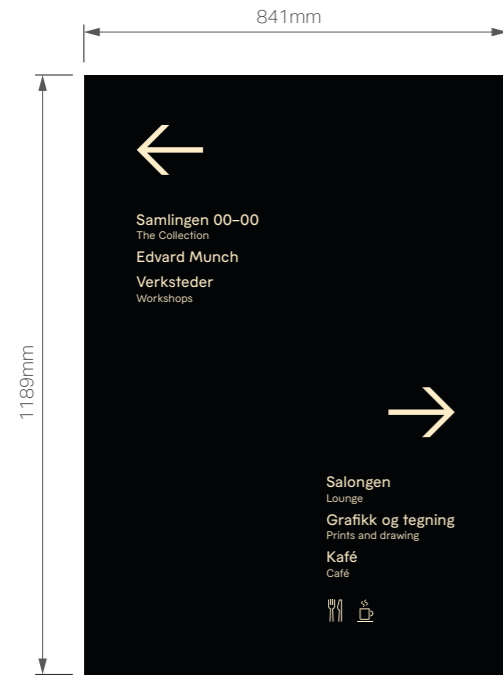 841mm
1189mm
Samlingen 00–00
The Collection
Edvard Munch
Verksteder
Workshops
Salongen
Lounge
Grafikk og tegning
Prints and drawing
Kafé
Café